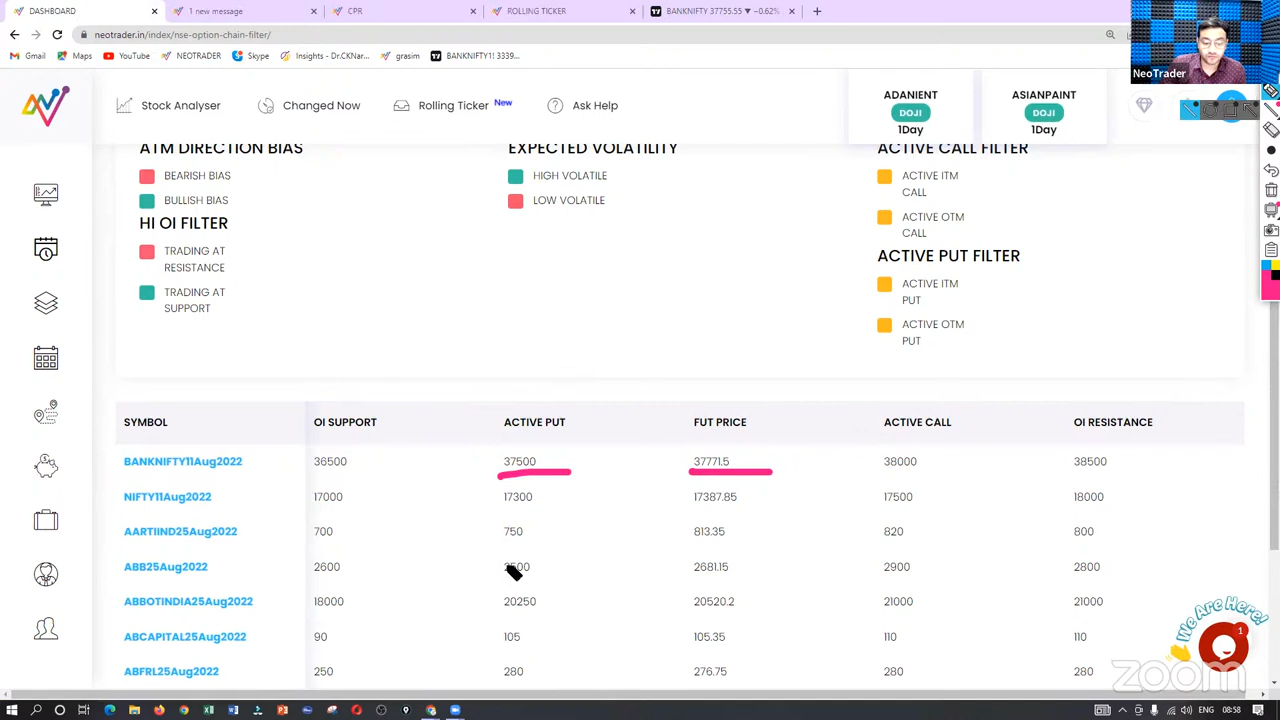 DASHBOARD
1 new message
CPR
ROLLING TICKER
BANKNIFTY 37755.55 ▼ −0.62%
neotrader.in/index/nse-option-chain-filter/
Gmail
Maps
YouTube
NEOTRADER
Skype
Insights - Dr.CKNar...
grasim
BANKNIFTY1! 3339...
NeoTrader
Stock Analyser
Changed Now
Rolling Ticker New
Ask Help
ADANIENT
DOJI
1Day
ASIANPAINT
DOJI
1Day
ATM DIRECTION BIAS
BEARISH BIAS
BULLISH BIAS
HI OI FILTER
TRADING AT
RESISTANCE
TRADING AT
SUPPORT
EXPECTED VOLATILITY
HIGH VOLATILE
LOW VOLATILE
ACTIVE CALL FILTER
ACTIVE ITM
CALL
ACTIVE OTM
CALL
ACTIVE PUT FILTER
ACTIVE ITM
PUT
ACTIVE OTM
PUT
SYMBOL OI SUPPORT ACTIVE PUT FUT PRICE ACTIVE CALL OI RESISTANCE
BANKNIFTY11Aug2022 36500 37500 37771.5 38000 38500
NIFTY11Aug2022 17000 17300 17387.85 17500 18000
AARTIIND25Aug2022 700 750 813.35 820 800
ABB25Aug2022 2600 2681.15 2900 2800
ABBOTINDIA25Aug2022 18000 20250 20520.2 21000 21000
ABCAPITAL25Aug2022 90 105 105.35 110 110
ABFRL25Aug2022 250 280 276.75 280 280
We Are Here!
1
zoom
ENG 08:58